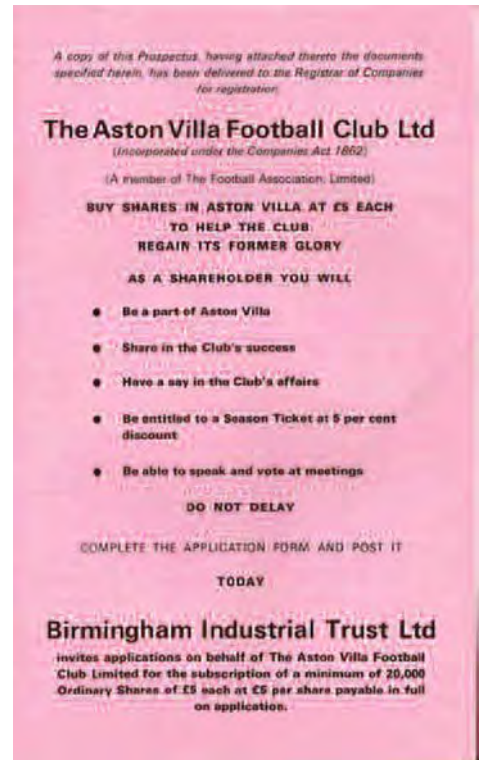 A copy of this Prospectus, having attached thereto the documents
specified herein, has been delivered to the Registrar of Companies
for registration.
The Aston Villa Football Club Ltd
(Incorporated under the Companies Act 1862)
(A member of The Football Association, Limited)
BUY SHARES IN ASTON VILLA AT £5 EACH
TO HELP THE CLUB
REGAIN ITS FORMER GLORY
AS A SHAREHOLDER YOU WILL
• Be a part of Aston Villa
• Share in the Club's success
• Have a say in the Club's affairs
• Be entitled to a Season Ticket at 5 per cent
discount
• Be able to speak and vote at meetings
DO NOT DELAY
COMPLETE THE APPLICATION FORM AND POST IT
TODAY
Birmingham Industrial Trust Ltd
invites applications on behalf of The Aston Villa Football
Club Limited for the subscription of a minimum of 20,000
Ordinary Shares of £5 each at £5 per share payable in full
on application.